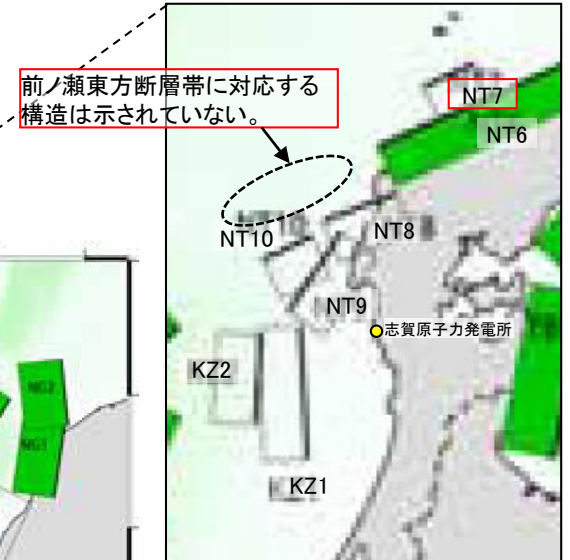 前ノ瀬東方断層帯に対応する
構造は示されていない。
NT7
NT6
NT10
NT8
NT9
志賀原子力発電所
KZ2
KZ1
NG2
NG1